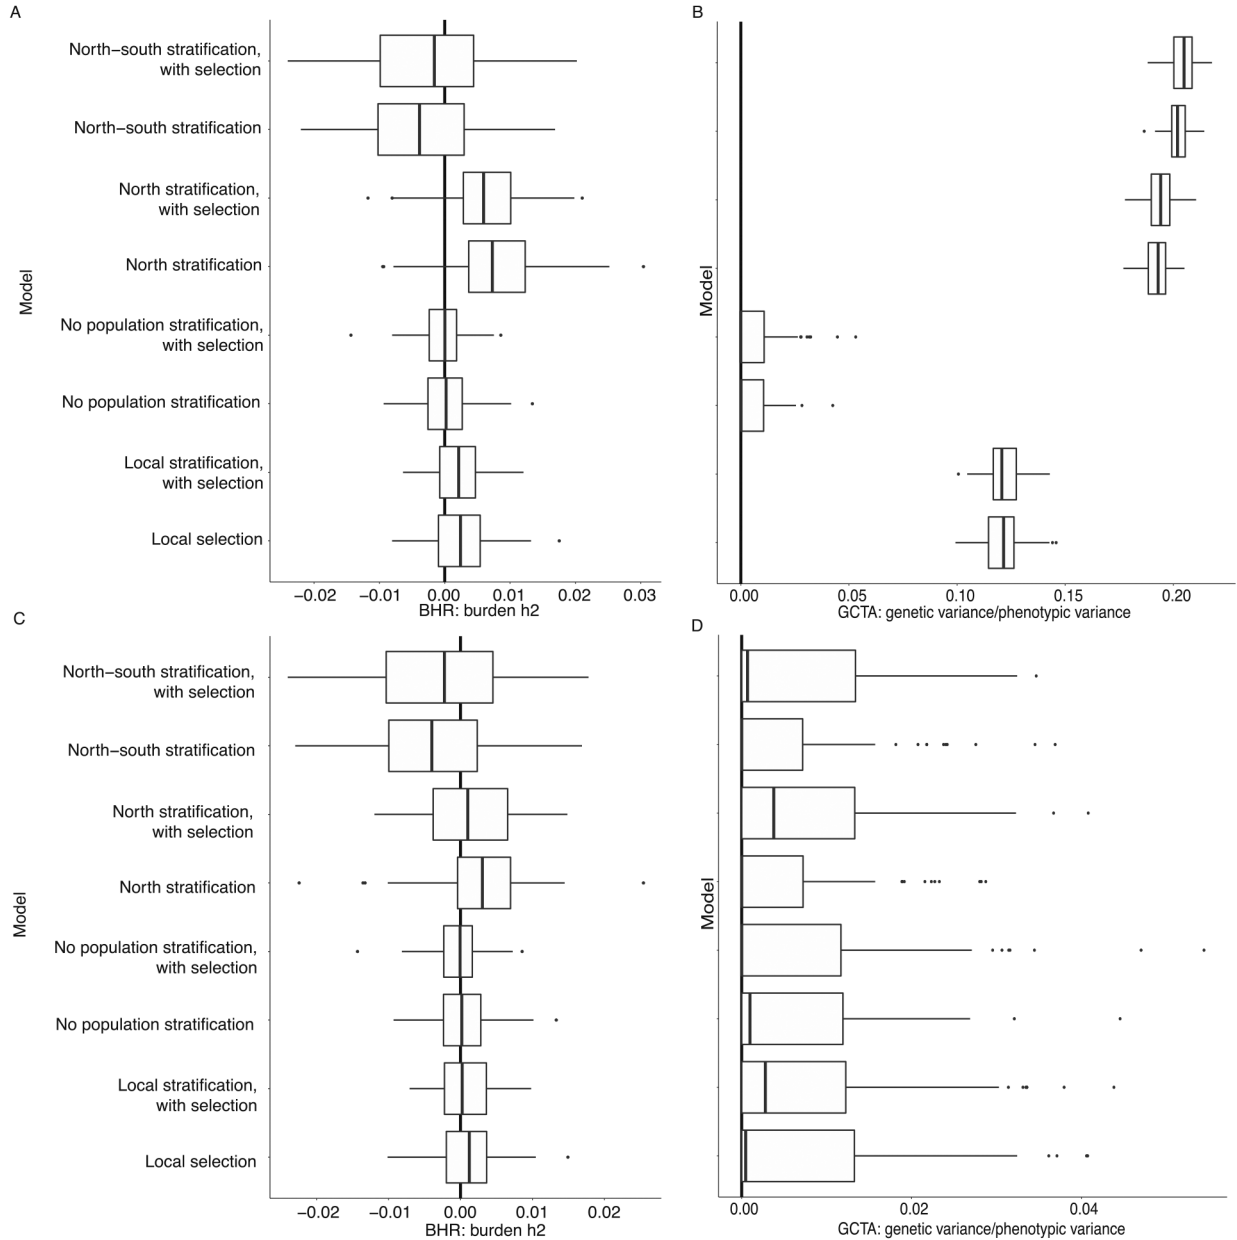 A
North−south stratification,
with selection
North−south stratification
North stratification,
with selection
North stratification
No population stratification,
with selection
No population stratification
Local stratification,
with selection
Local selection
Model
−0.02 −0.01 0.00 0.01 0.02 0.03
BHR: burden h2
B
Model
0.00 0.05 0.10 0.15 0.20
GCTA: genetic variance/phenotypic variance
C
North−south stratification,
with selection
North−south stratification
North stratification,
with selection
North stratification
No population stratification,
with selection
No population stratification
Local stratification,
with selection
Local selection
Model
−0.02 −0.01 0.00 0.01 0.02
BHR: burden h2
D
Model
0.00 0.02 0.04
GCTA: genetic variance/phenotypic variance